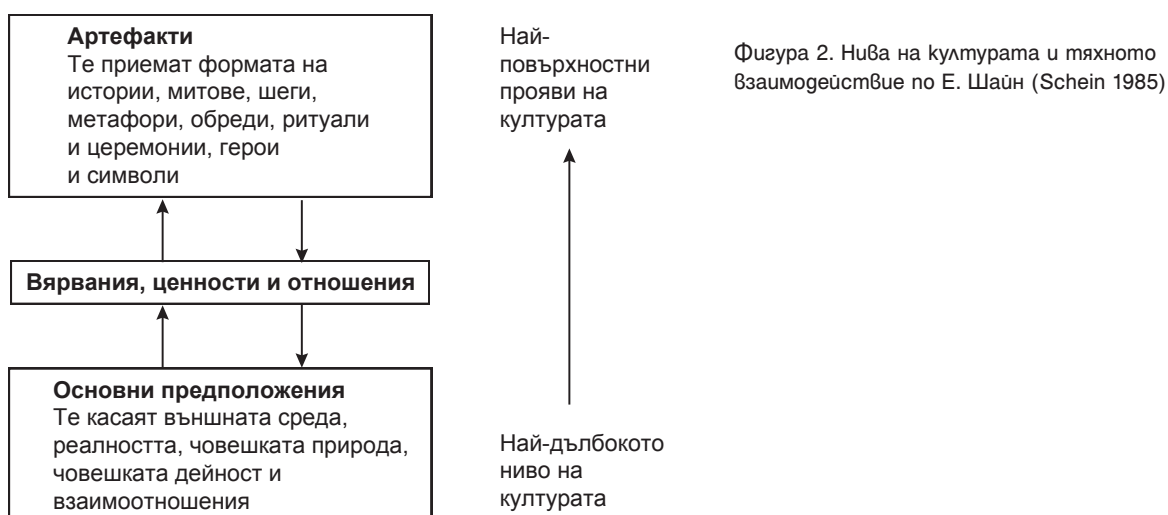 Артефакти
Те приемат формата на
истории, митове, шеги,
метафори, обреди, ритуали
и церемонии, герои
и символи
Най-
повърхностни
прояви на
културата
Фигура 2. Нива на културата и тяхното
взаимодействие по Е. Шайн (Schein 1985)
Вярвания, ценности и отношения
Основни предположения
Те касаят външната среда,
реалността, човешката природа,
човешката дейност и
взаимоотношения
Най-дълбокото
ниво на
културата